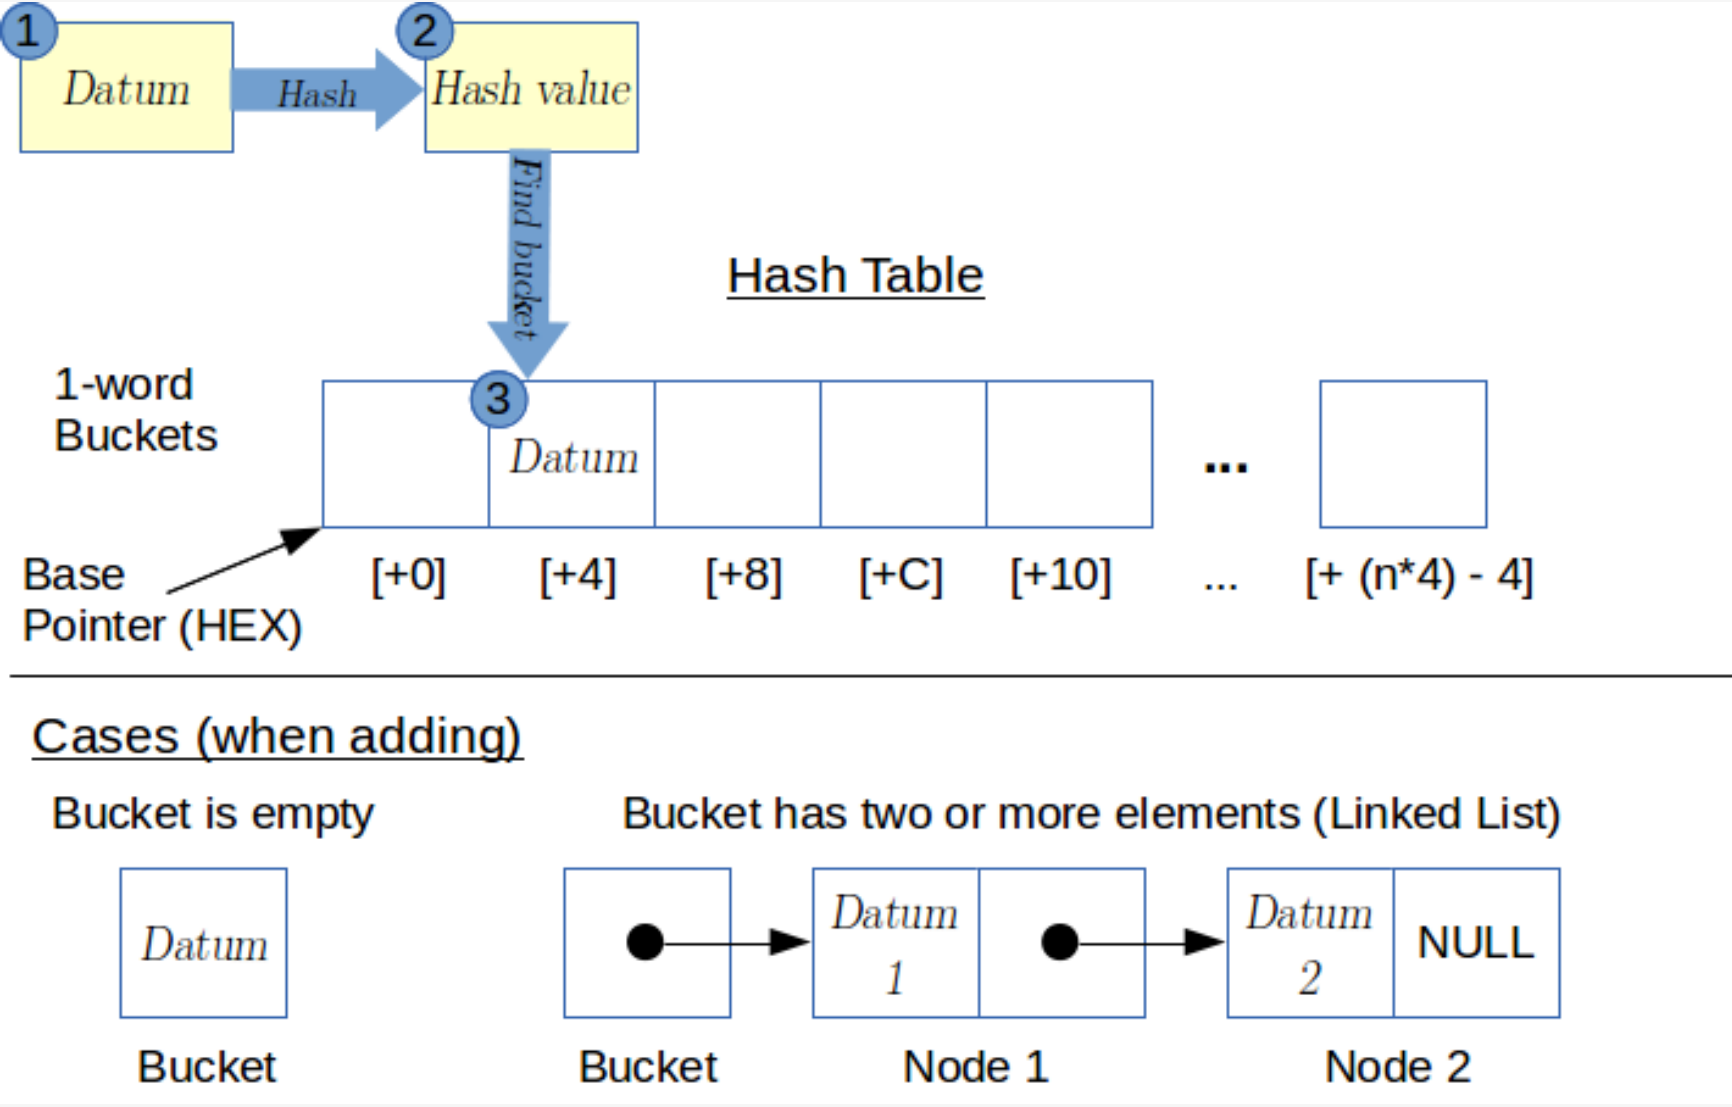 1
2
Datum
Hash
Hash value
Find bucket
Hash Table
1-word
Buckets
3
Datum
...
Base
Pointer (HEX)
[+0] [+4] [+8] [+C] [+10] ... [+ (n*4) - 4]
Cases (when adding)
Bucket is empty
Bucket has two or more elements (Linked List)
Datum
Datum
1
Datum
2
NULL
Bucket
Bucket
Node 1
Node 2